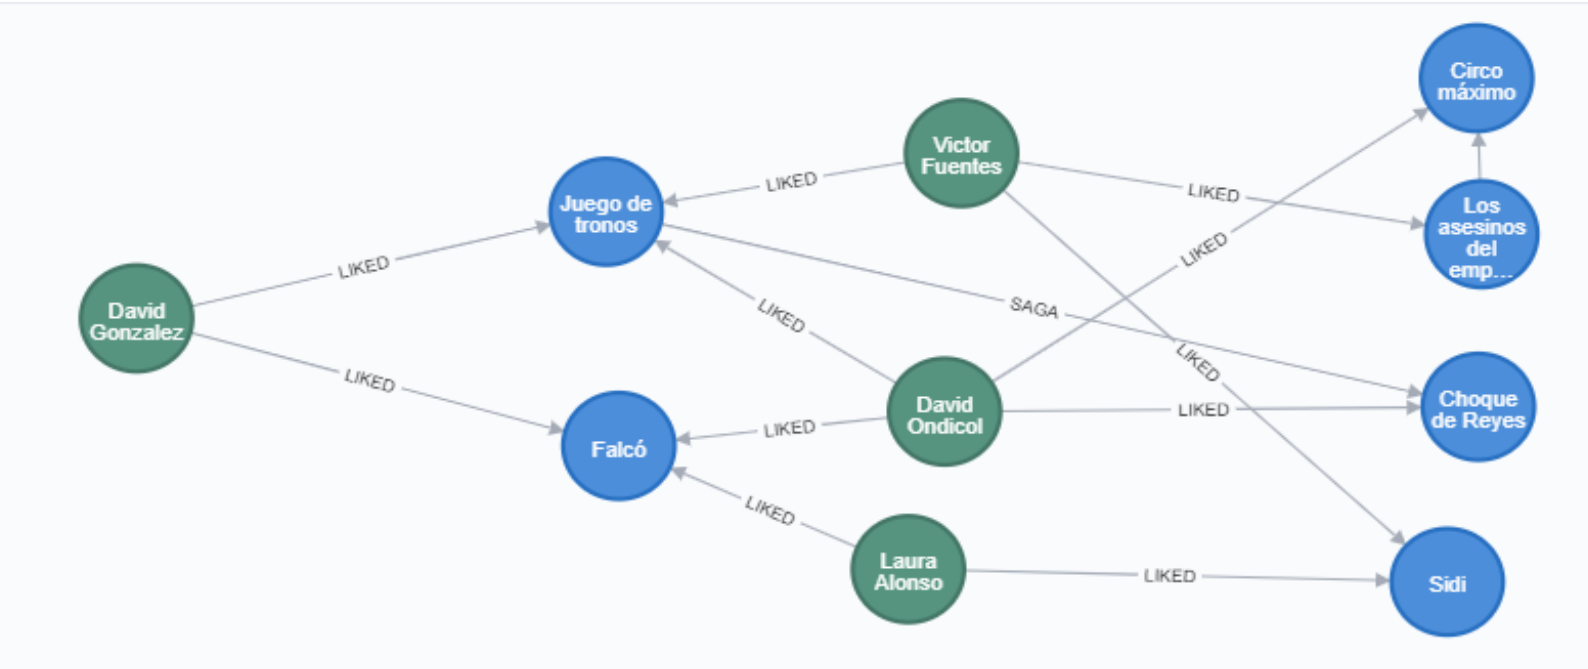 Circo
máximo
Victor
Fuentes
LIKED
LIKED
Juego de
tronos
Los
asesinos
del
emp...
LIKED
LIKED
David
Gonzalez
SAGA
LIKED
LIKED
LIKED
David
Ondicol
LIKED
Choque
de Reyes
LIKED
Falcó
LIKED
Laura
Alonso
LIKED
Sidi